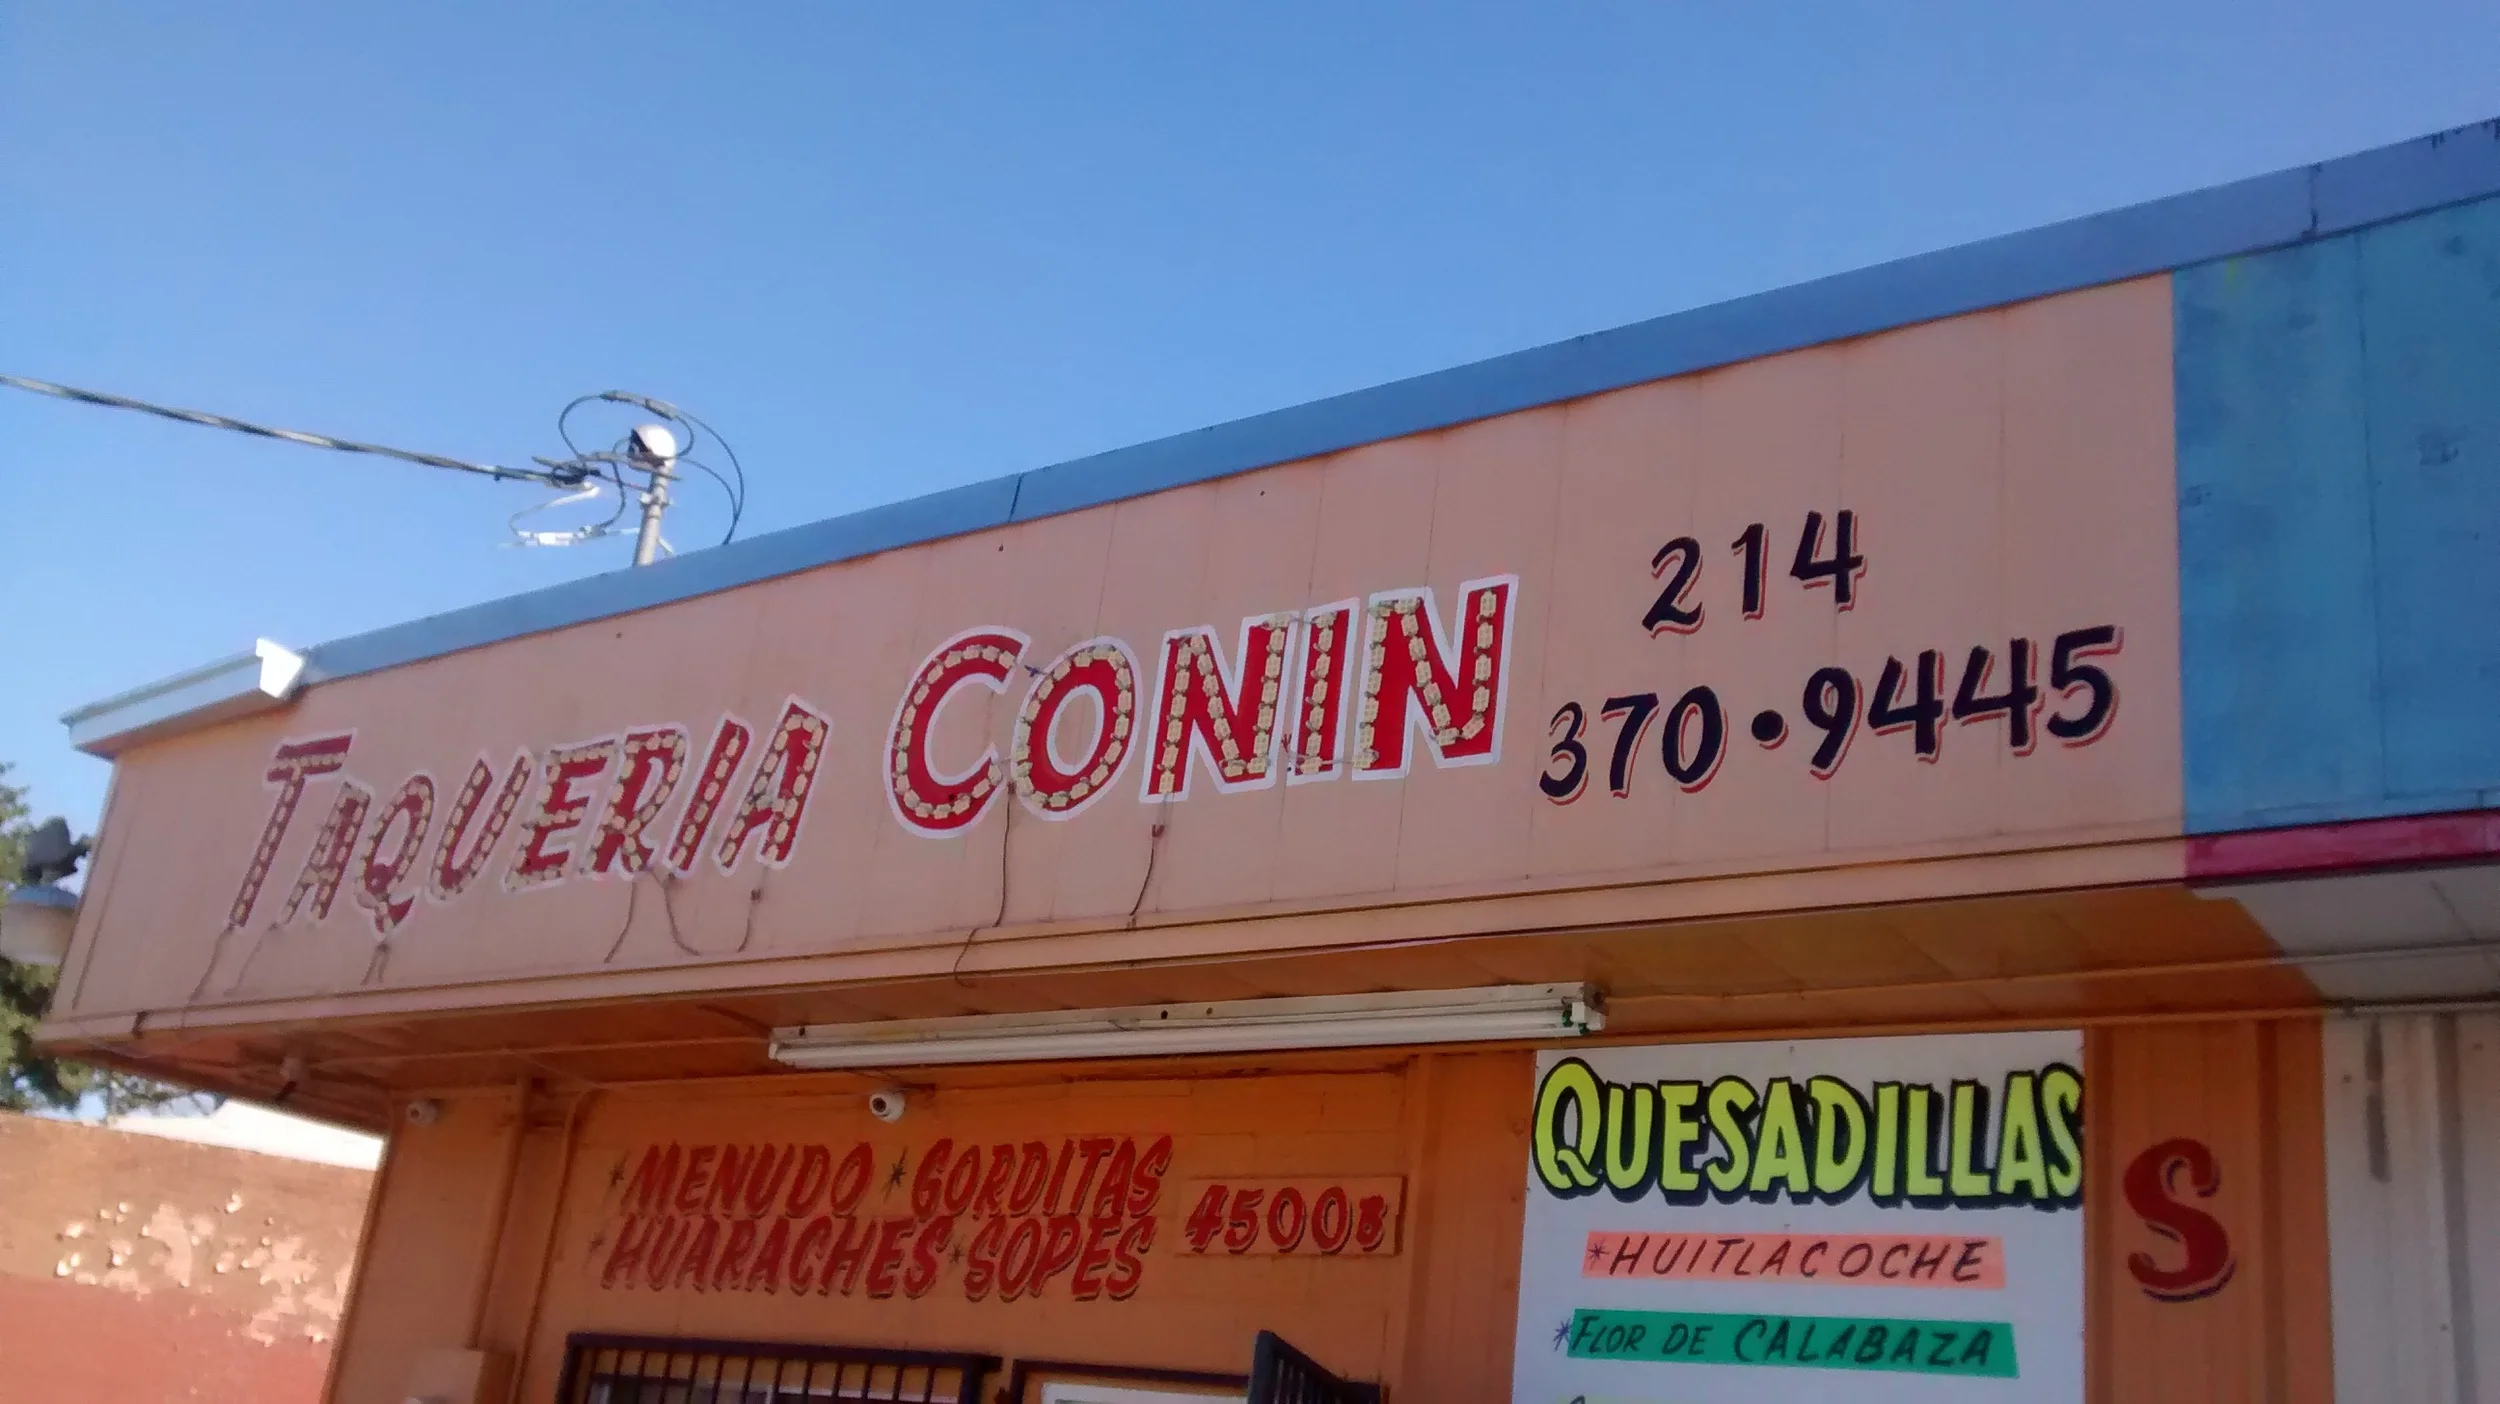 TAQUERIA CONIN
214
370·9445
*MENUDO *GORDITAS
*HUARACHES *SOPES
4500B
QUESADILLAS
*HUITLACOCHE
*FLOR DE CALABAZA
S